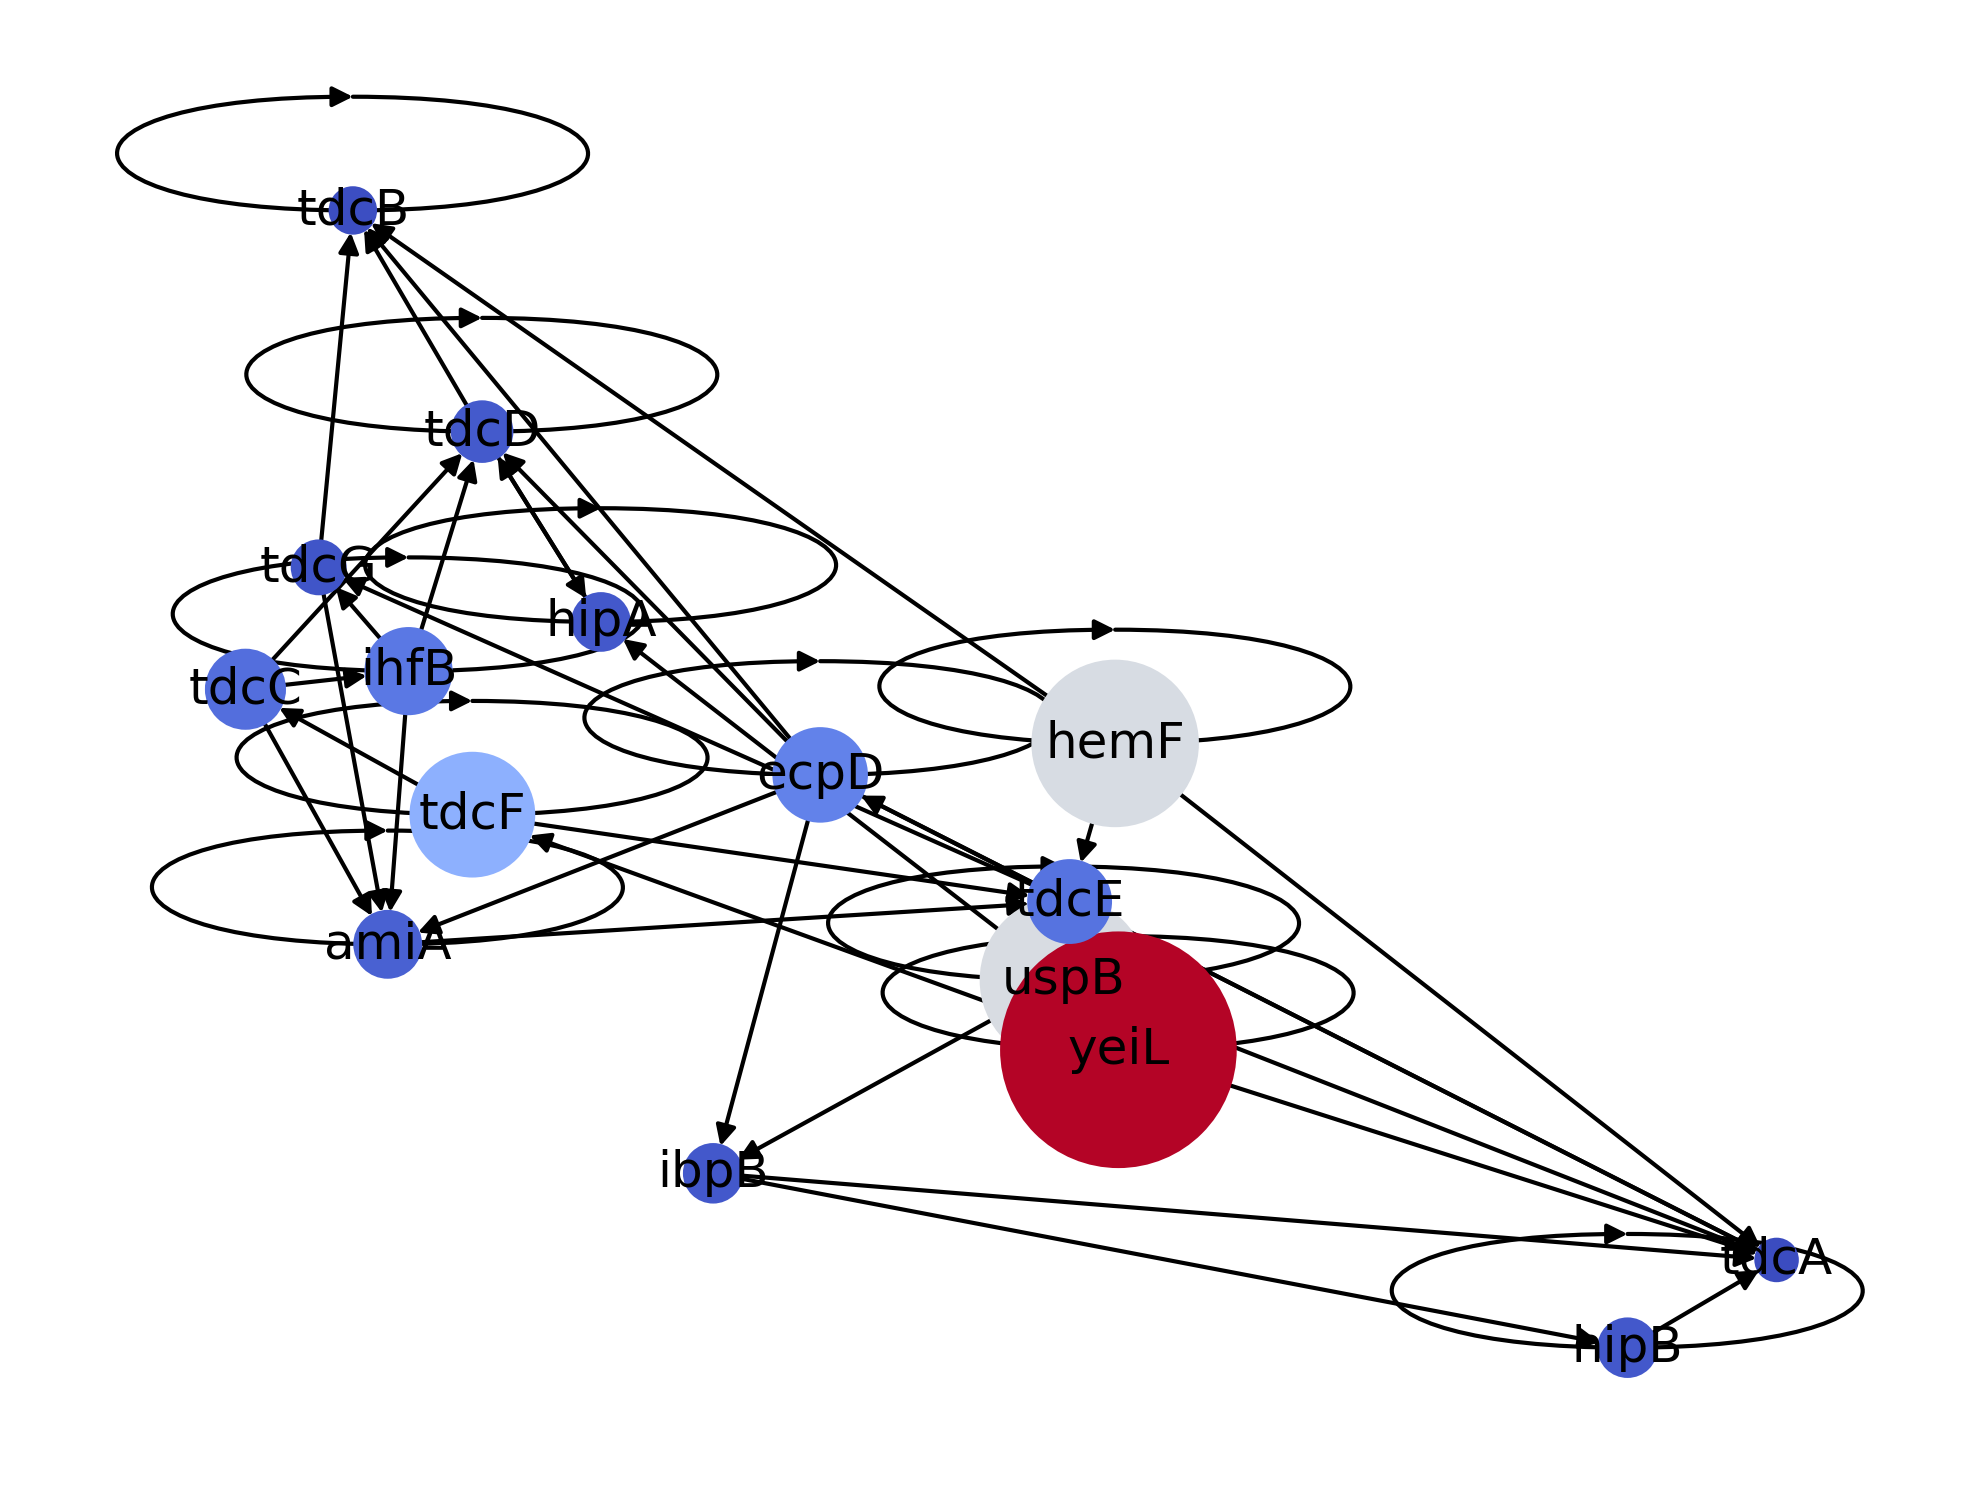 tdcB
tdcD
tdcG
hipA
ihfB
tdcC
hemF
ecpD
tdcF
tdcE
amiA
uspB
yeiL
ibpB
tdcA
hipB